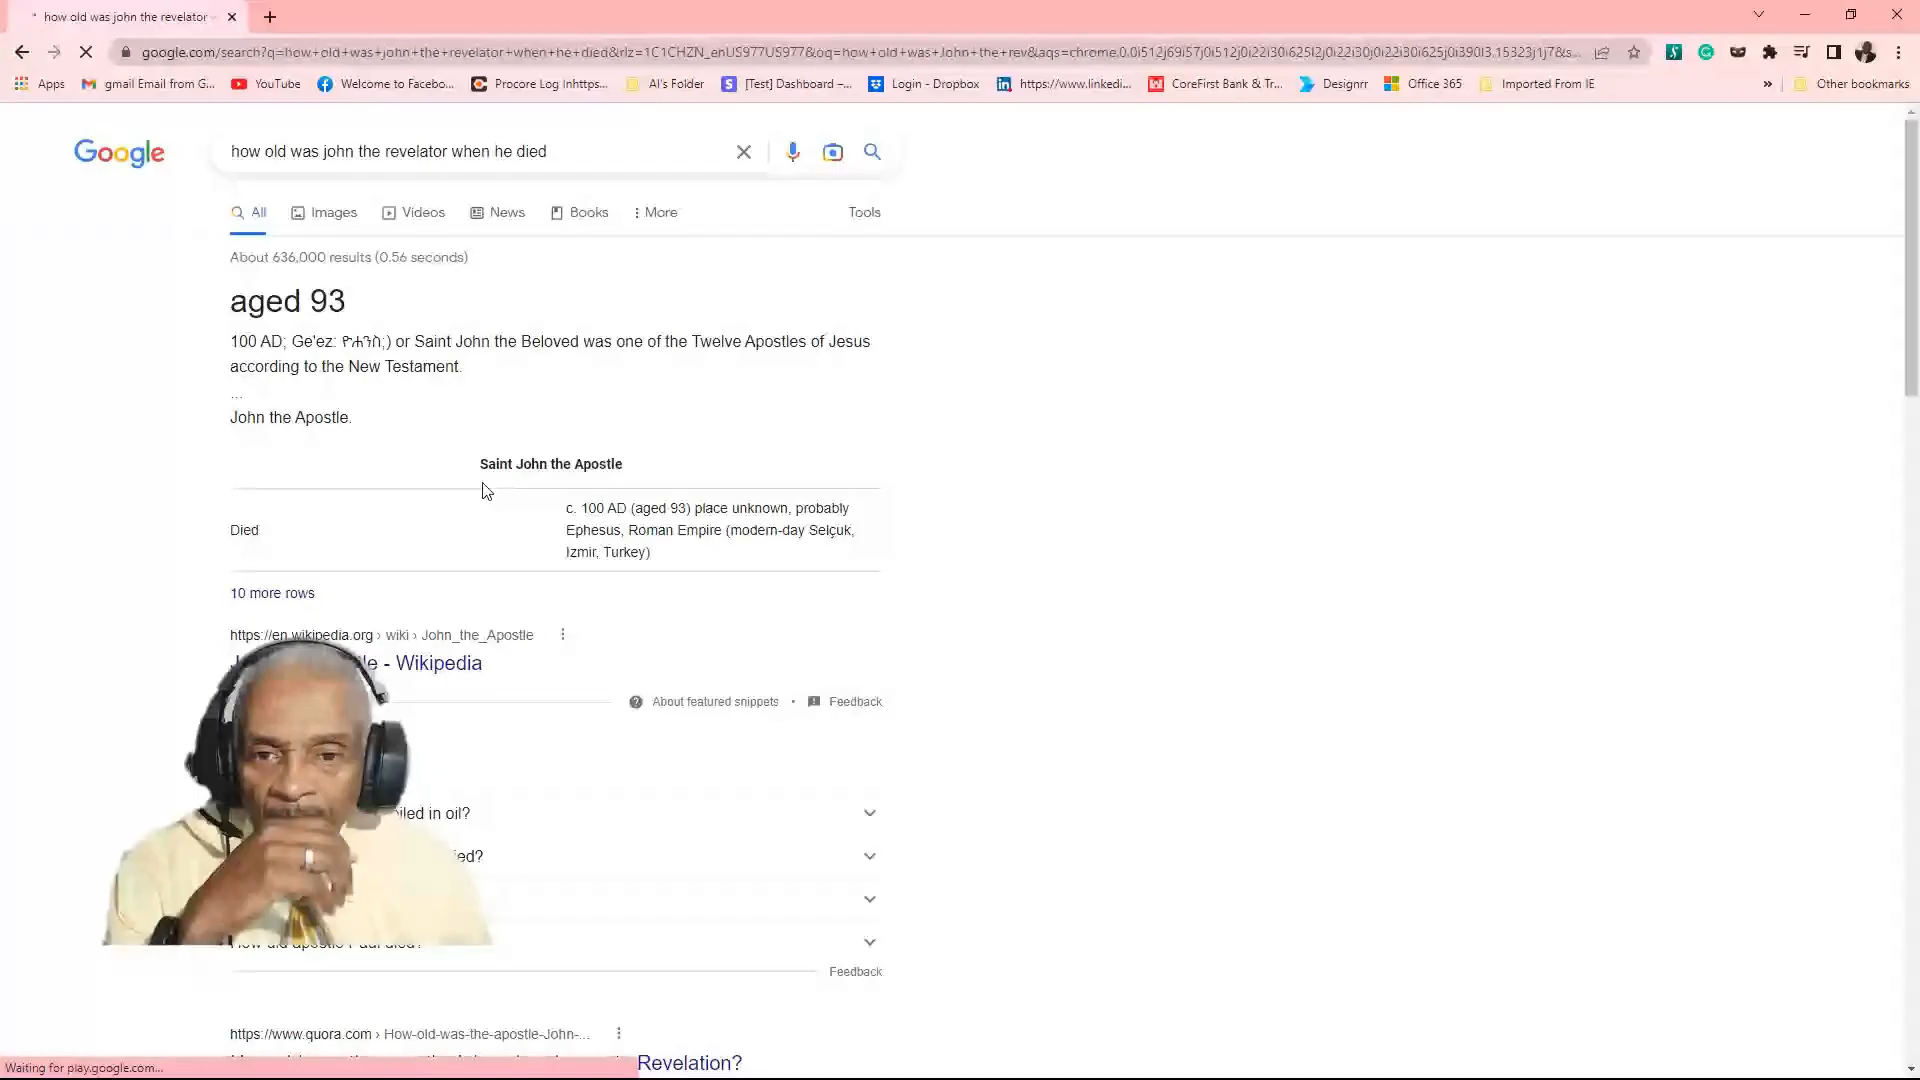 how old was john the revelator
google.com/search?q=how+old+was+john+the+revelator+when+he+died&rlz=1C1CHZN_enUS977US977&oq=how+old+was+John+the+rev&aqs=chrome.0.0i512j69i57j0i512j0i22i30i625l2j0i22i30j0i22i30i625j0i390l3.15323j1j7&s...
Apps gmail Email from G... YouTube Welcome to Facebo... Procore Log Inhttps... Al's Folder [Test] Dashboard –... Login - Dropbox https://www.linkedi... CoreFirst Bank & Tr... Designrr Office 365 Imported From IE » Other bookmarks
Google how old was john the revelator when he died
All Images Videos News Books More Tools
About 636,000 results (0.56 seconds)
aged 93
100 AD; Ge'ez: ዮሐንስ;) or Saint John the Beloved was one of the Twelve Apostles of Jesus
according to the New Testament.
...
John the Apostle.
Saint John the Apostle
Died
c. 100 AD (aged 93) place unknown, probably
Ephesus, Roman Empire (modern-day Selçuk,
Izmir, Turkey)
10 more rows
https://en.wikipedia.org › wiki › John_the_Apostle
- Wikipedia
About featured snippets • Feedback
in oil?
Feedback
https://www.quora.com › How-old-was-the-apostle-John-...
Revelation?
Waiting for play.google.com...